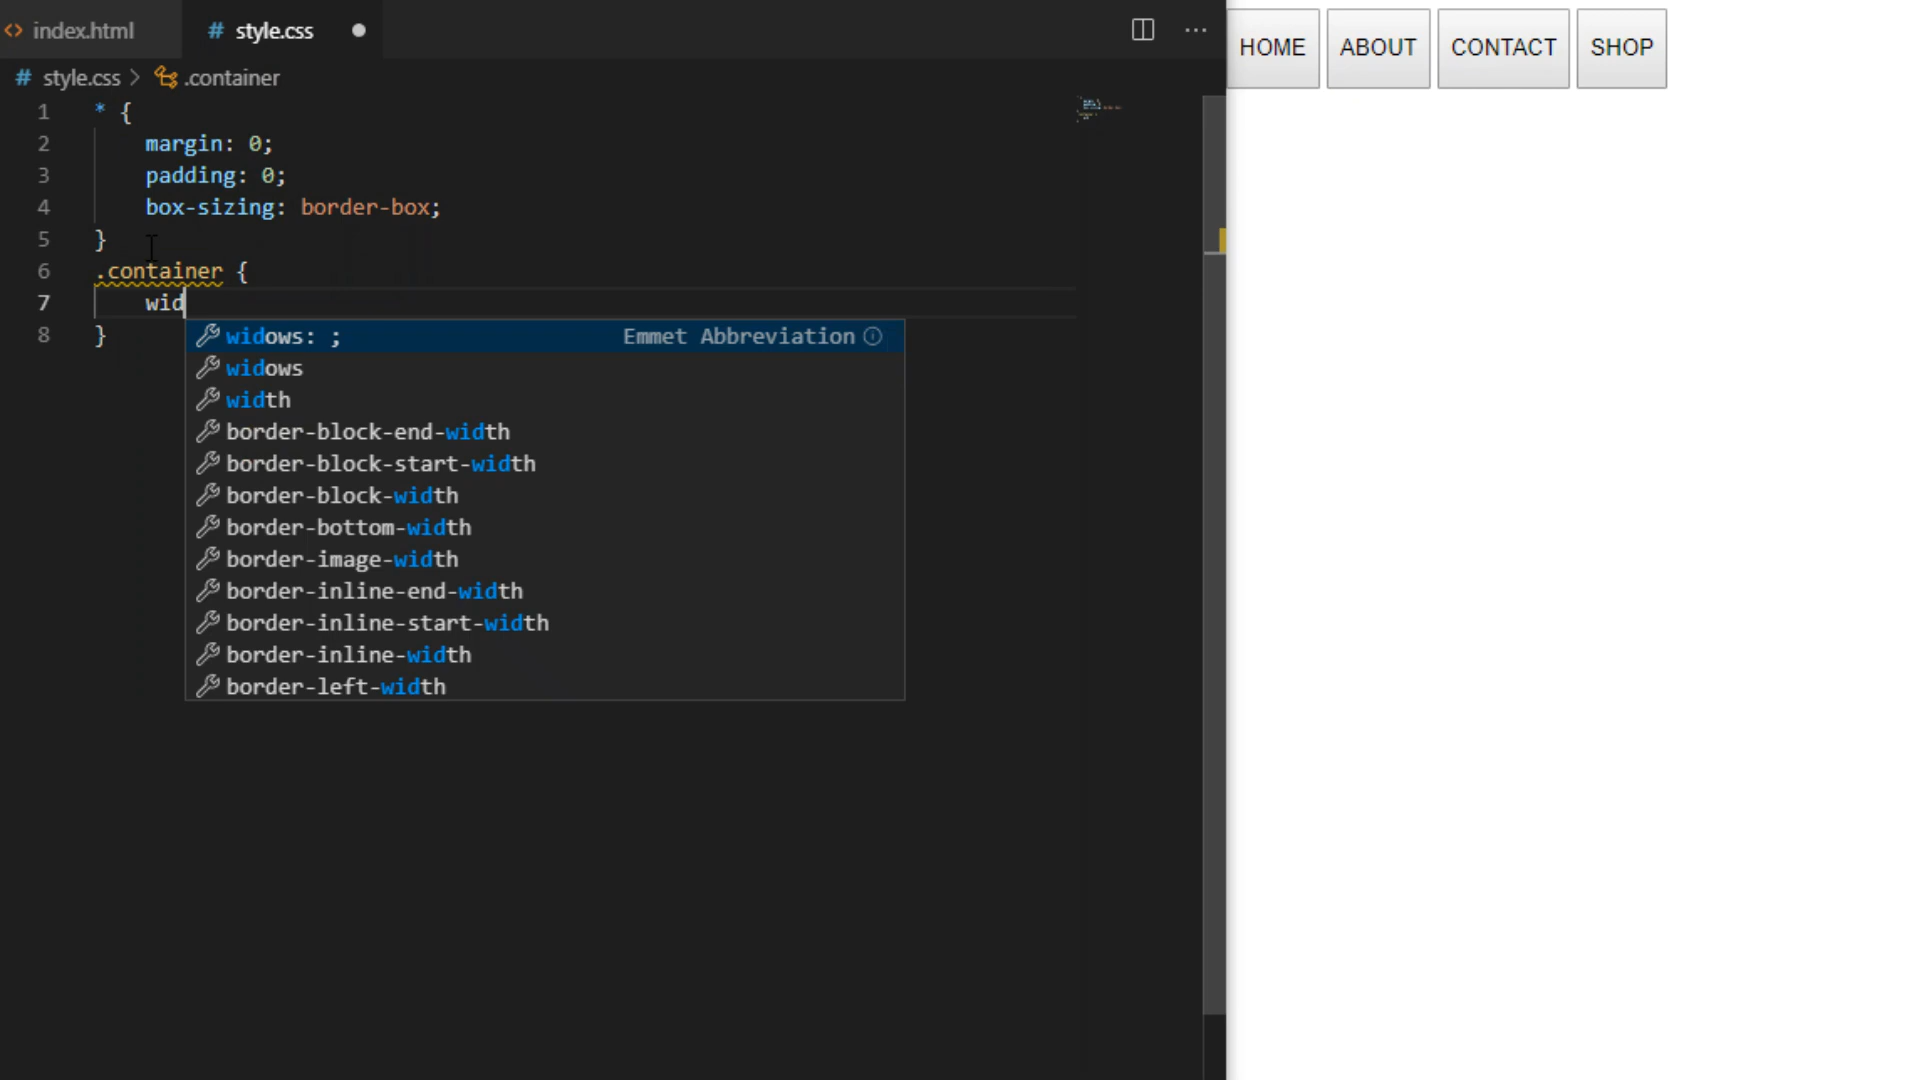 index.html
style.css
HOME
ABOUT
CONTACT
SHOP
# style.css > .container
1 * {
2 margin: 0;
3 padding: 0;
4 box-sizing: border-box;
5 }
6 .container {
7 wid
8 }
widows: ; Emmet Abbreviation
widows
width
border-block-end-width
border-block-start-width
border-block-width
border-bottom-width
border-image-width
border-inline-end-width
border-inline-start-width
border-inline-width
border-left-width